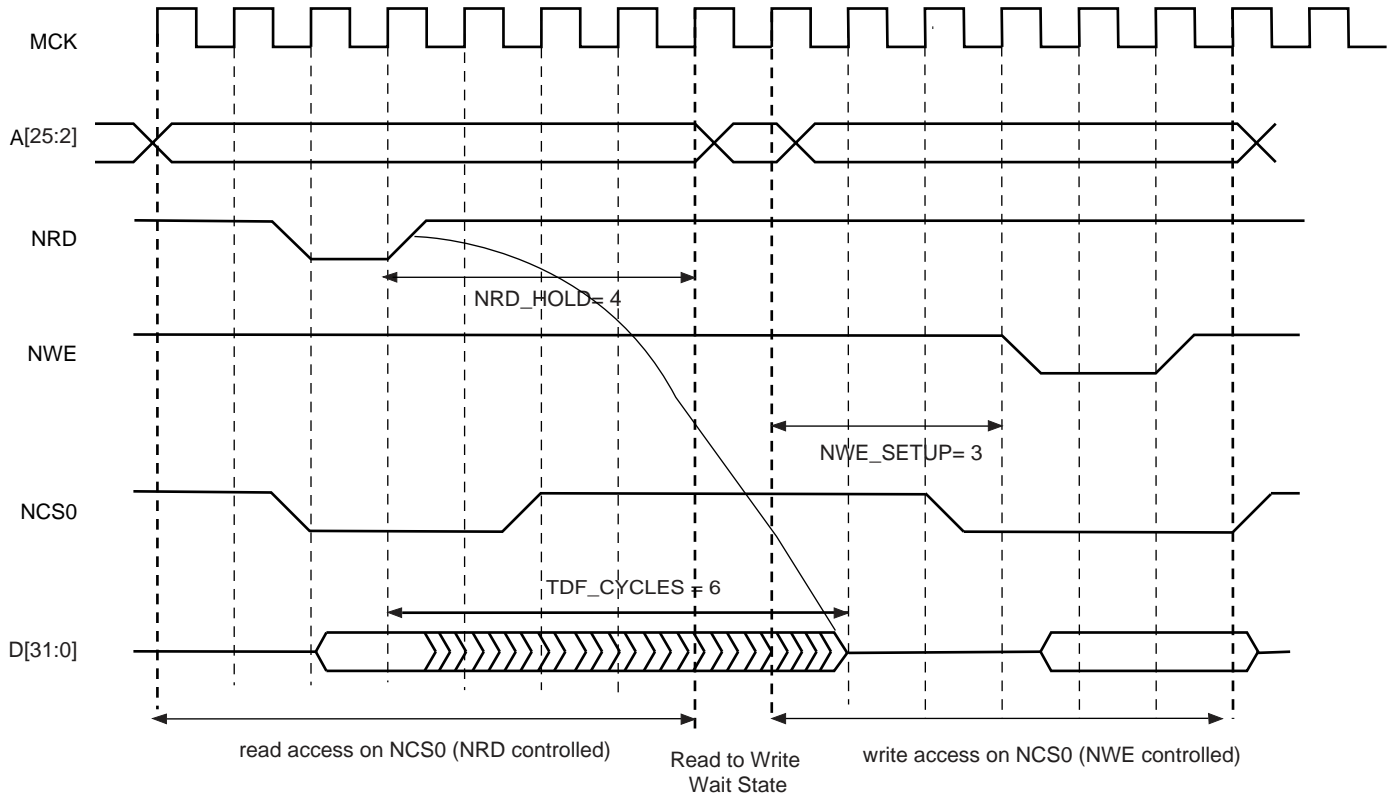 MCK
A[25:2]
NRD
NRD_HOLD= 4
NWE
NWE_SETUP= 3
NCS0
TDF_CYCLES = 6
D[31:0]
read access on NCS0 (NRD controlled)
Read to Write
Wait State
write access on NCS0 (NWE controlled)